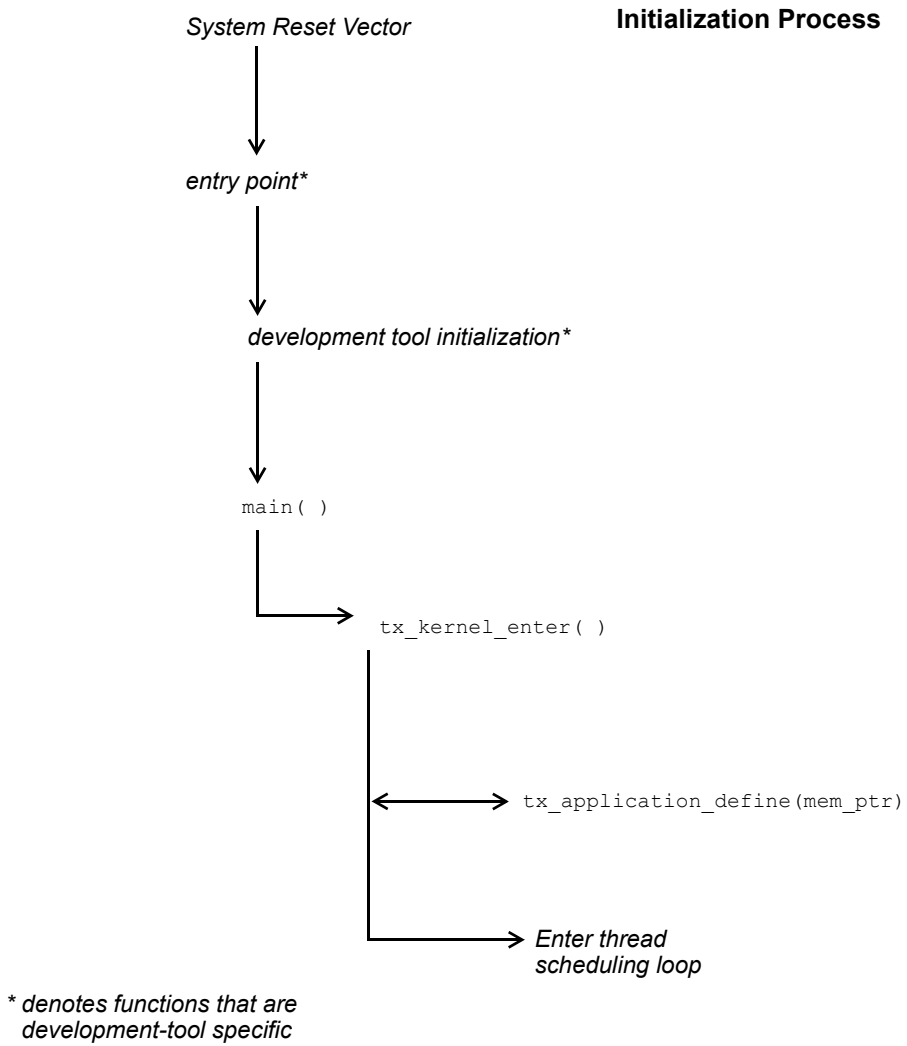 Initialization Process
System Reset Vector
entry point*
development tool initialization*
main( )
tx_kernel_enter( )
tx_application_define(mem_ptr)
Enter thread
scheduling loop
* denotes functions that are
development-tool specific